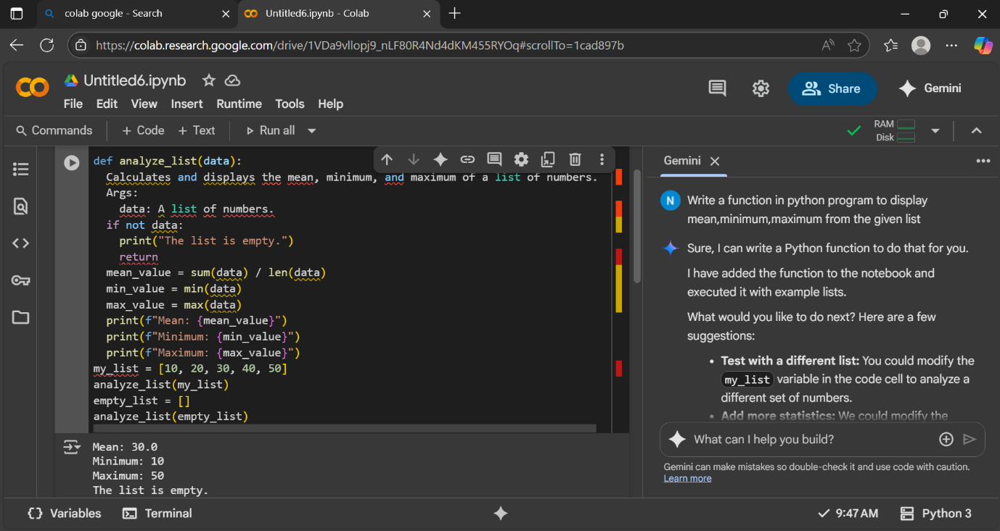 colab google - Search
Untitled6.ipynb - Colab
https://colab.research.google.com/drive/1VDa9vllopj9_nLF80R4Nd4dKM455RYOq#scrollTo=1cad897b
Untitled6.ipynb
File Edit View Insert Runtime Tools Help
Share
Gemini
Commands + Code + Text Run all
RAM
Disk
def analyze_list(data):
Calculates and displays the mean, minimum, and maximum of a list of numbers.
Args:
data: A list of numbers.
if not data:
print("The list is empty.")
return
mean_value = sum(data) / len(data)
min_value = min(data)
max_value = max(data)
print(f"Mean: {mean_value}")
print(f"Minimum: {min_value}")
print(f"Maximum: {max_value}")
my_list = [10, 20, 30, 40, 50]
analyze_list(my_list)
empty_list = []
analyze_list(empty_list)
Mean: 30.0
Minimum: 10
Maximum: 50
The list is empty.
Gemini
N
Write a function in python program to display
mean,minimum,maximum from the given list
Sure, I can write a Python function to do that for you.
I have added the function to the notebook and
executed it with example lists.
What would you like to do next? Here are a few
suggestions:
• Test with a different list: You could modify the
my_list variable in the code cell to analyze a
different set of numbers.
• Add more statistics: We could modify the
What can I help you build?
Gemini can make mistakes so double-check it and use code with caution.
Learn more
Variables Terminal
9:47 AM Python 3